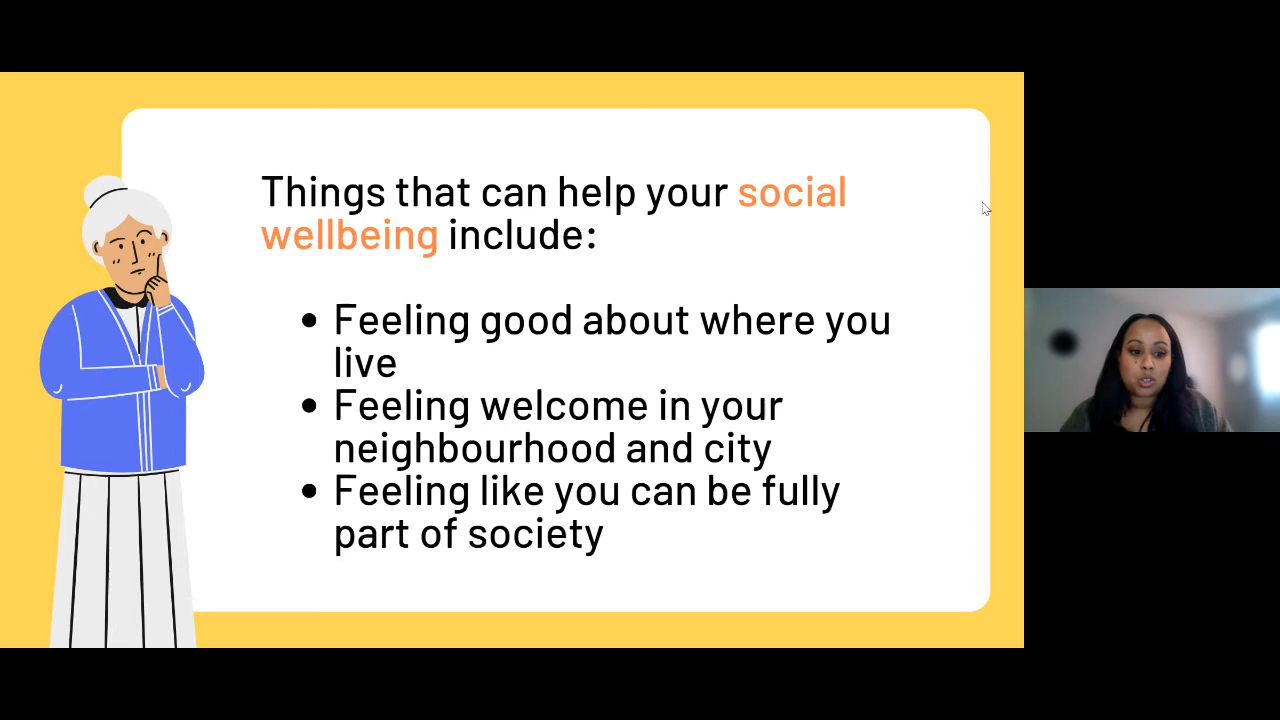 Things that can help your social
wellbeing include:
• Feeling good about where you
live
• Feeling welcome in your
neighbourhood and city
• Feeling like you can be fully
part of society